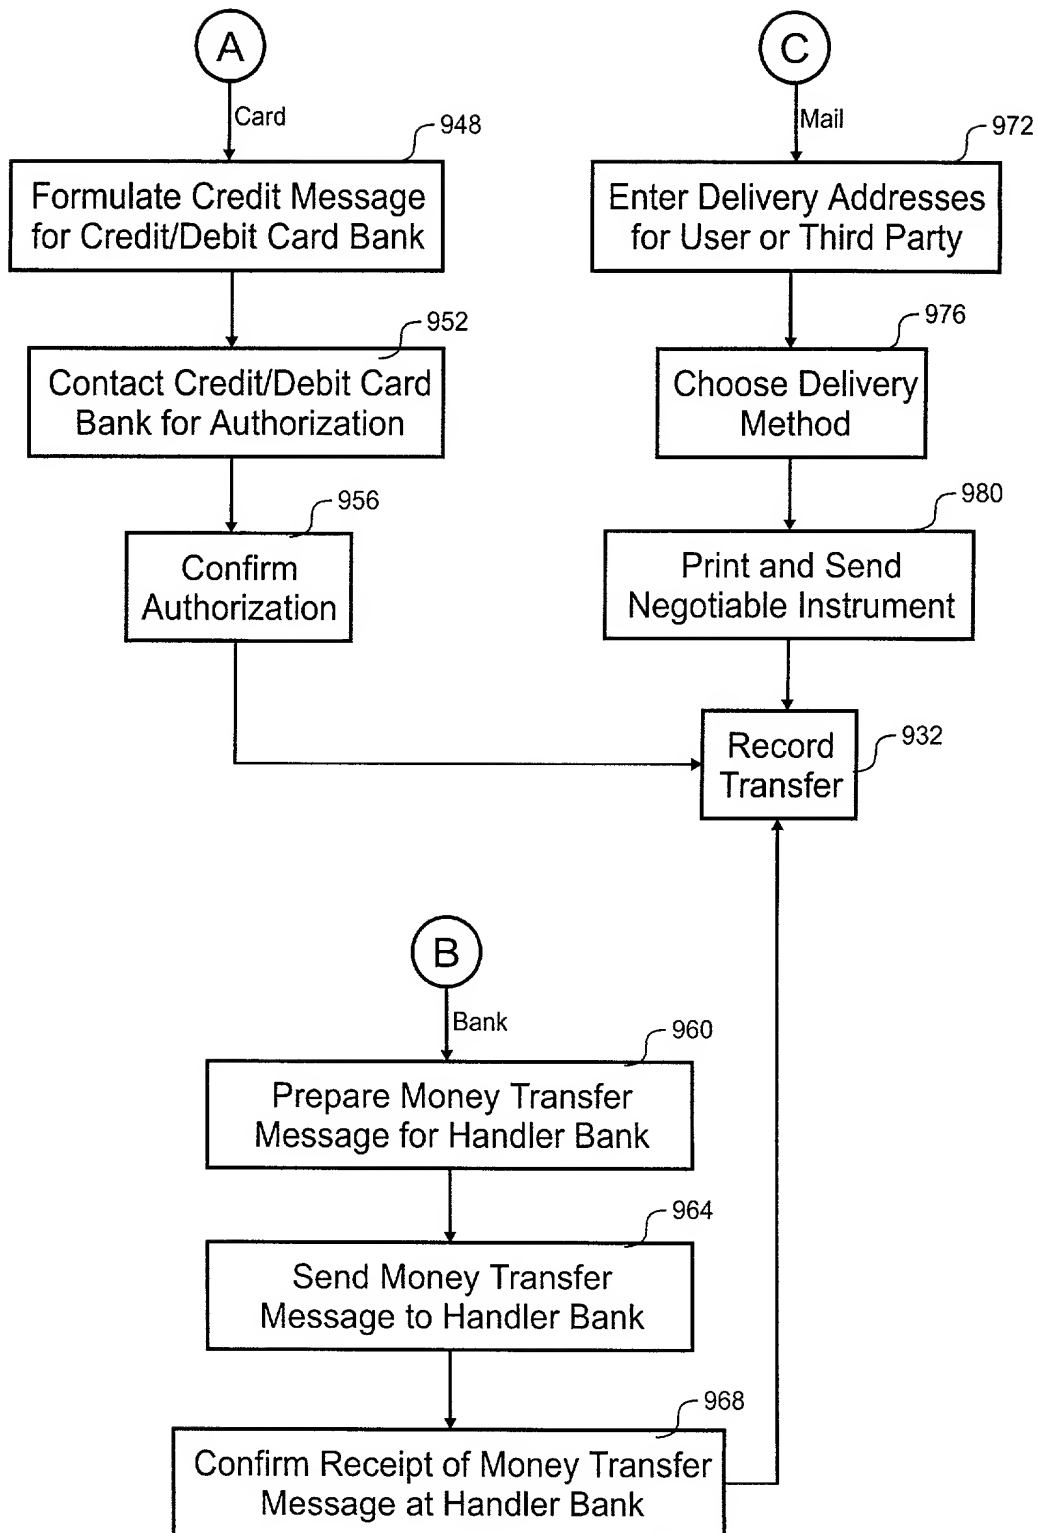 A
Card
948
Formulate Credit Message
for Credit/Debit Card Bank
952
Contact Credit/Debit Card
Bank for Authorization
956
Confirm
Authorization
C
Mail
972
Enter Delivery Addresses
for User or Third Party
976
Choose Delivery
Method
980
Print and Send
Negotiable Instrument
Record
Transfer
932
B
Bank
960
Prepare Money Transfer
Message for Handler Bank
964
Send Money Transfer
Message to Handler Bank
968
Confirm Receipt of Money Transfer
Message at Handler Bank